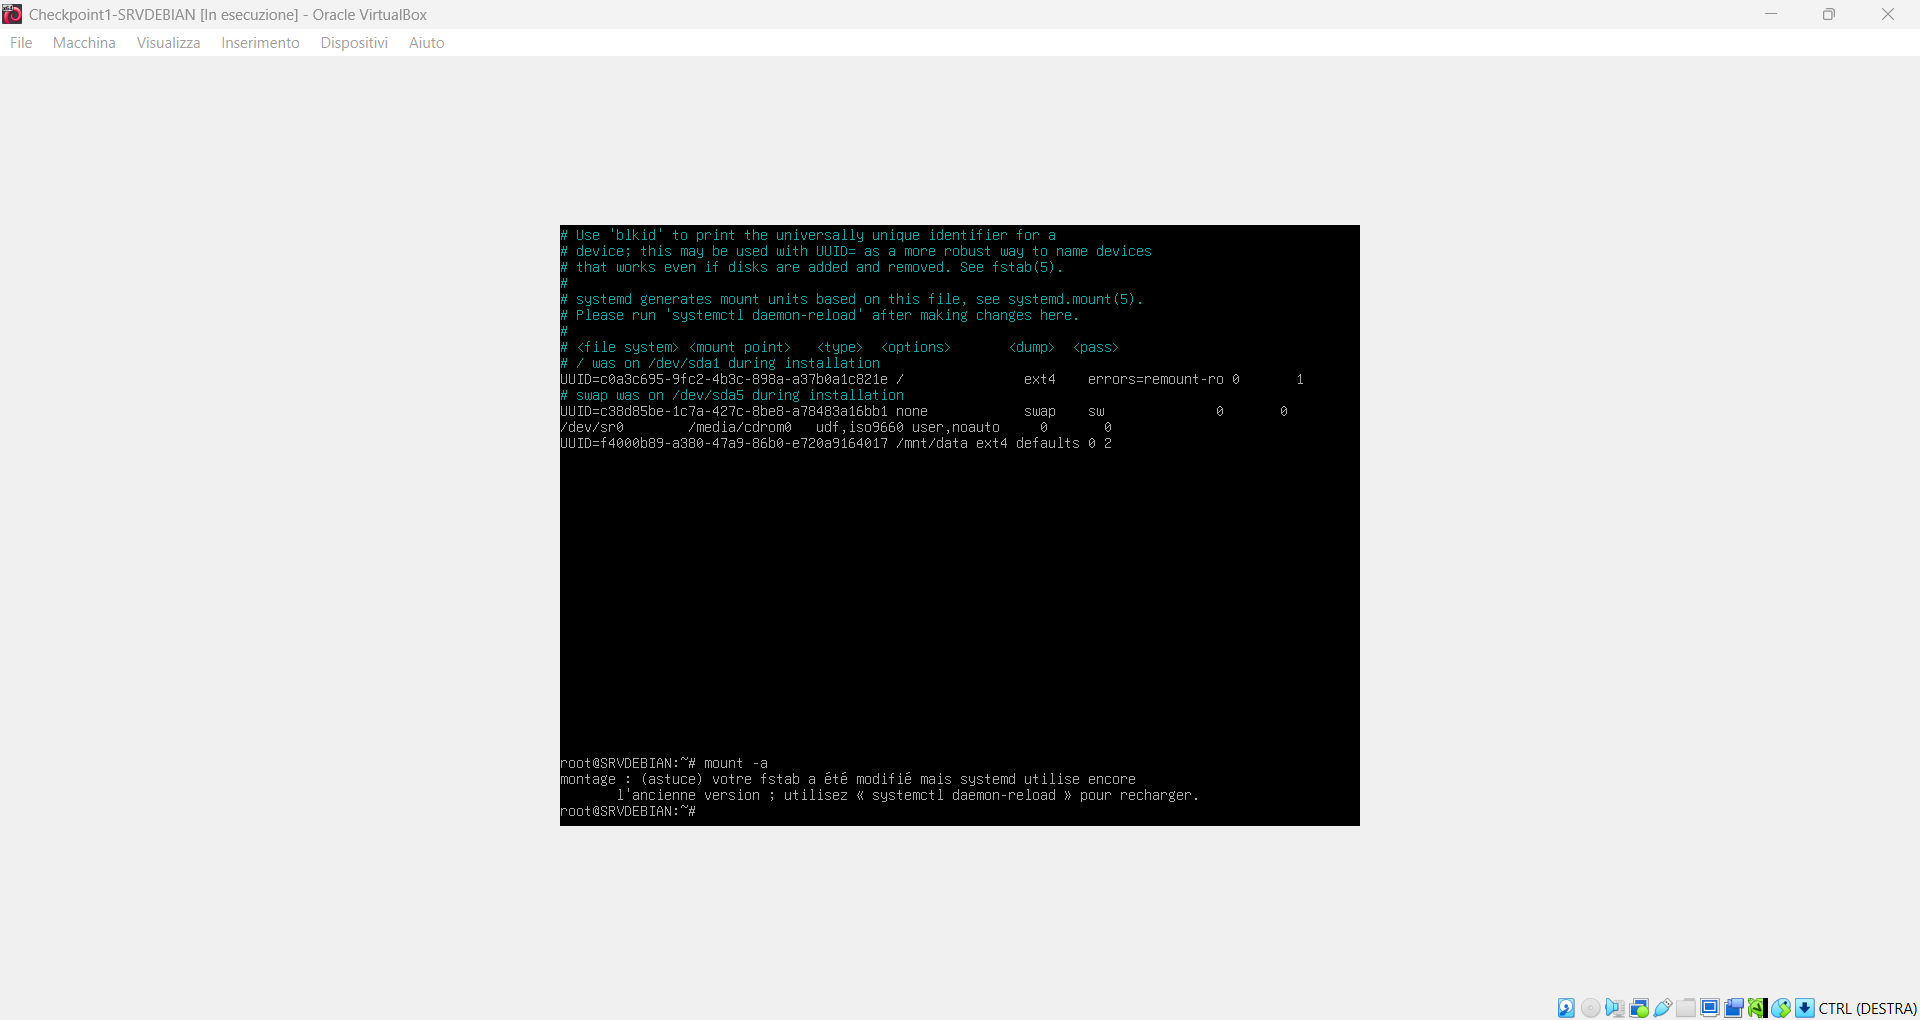 Checkpoint1-SRVDEBIAN [In esecuzione] - Oracle VirtualBox
File Macchina Visualizza Inserimento Dispositivi Aiuto
# Use 'blkid' to print the universally unique identifier for a
# device; this may be used with UUID= as a more robust way to name devices
# that works even if disks are added and removed. See fstab(5).
#
# systemd generates mount units based on this file, see systemd.mount(5).
# Please run 'systemctl daemon-reload' after making changes here.
#
# <file system> <mount point>   <type>  <options>       <dump>  <pass>
# / was on /dev/sda1 during installation
UUID=c0a3c695-9fc2-4b3c-898a-a37b0a1c821e /               ext4    errors=remount-ro 0       1
# swap was on /dev/sda5 during installation
UUID=c38d85be-1c7a-427c-8be8-a78483a16bb1 none            swap    sw              0       0
/dev/sr0        /media/cdrom0   udf,iso9660 user,noauto     0       0
UUID=f4000b89-a380-47a9-86b0-e720a9164017 /mnt/data ext4 defaults 0 2
root@SRVDEBIAN:~# mount -a
montage : (astuce) votre fstab a été modifié mais systemd utilise encore
       l'ancienne version ; utilisez « systemctl daemon-reload » pour recharger.
root@SRVDEBIAN:~#
CTRL (DESTRA)